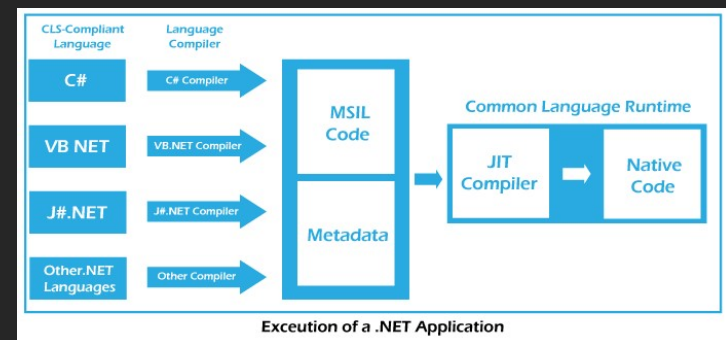 CLS-Compliant
Language
Language
Compiler
C#
C# Compiler
VB NET
VB.NET Compiler
J#.NET
J#.NET Compiler
Other.NET
Languages
Other Compiler
MSIL
Code
Metadata
Common Language Runtime
JIT
Compiler
Native
Code
Exceution of a .NET Application